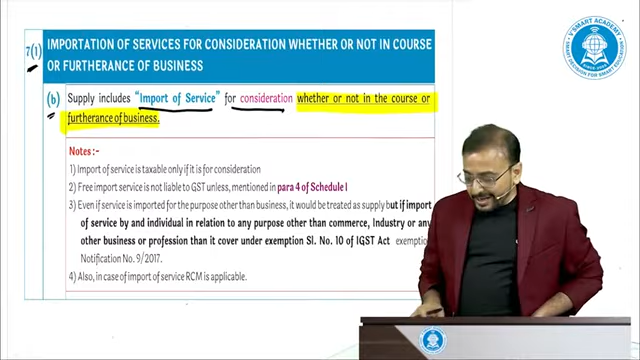 7(1) IMPORTATION OF SERVICES FOR CONSIDERATION WHETHER OR NOT IN COURSE
OR FURTHERANCE OF BUSINESS
(b) Supply includes "Import of Service" for consideration whether or not in the course or
furtherance of business.
Notes :-
1) Import of service is taxable only if it is for consideration
2) Free import service is not liable to GST unless, mentioned in para 4 of Schedule I
3) Even if service is imported for the purpose other than business, it would be treated as supply but if import
of service by and individual in relation to any purpose other than commerce, Industry or any
other business or profession than it cover under exemption Sl. No. 10 of IGST Act exemption
Notification No. 9/2017.
4) Also, in case of import of service RCM is applicable.
V SMART ACADEMY
SMART DECISION FOR SMART EDUCATION